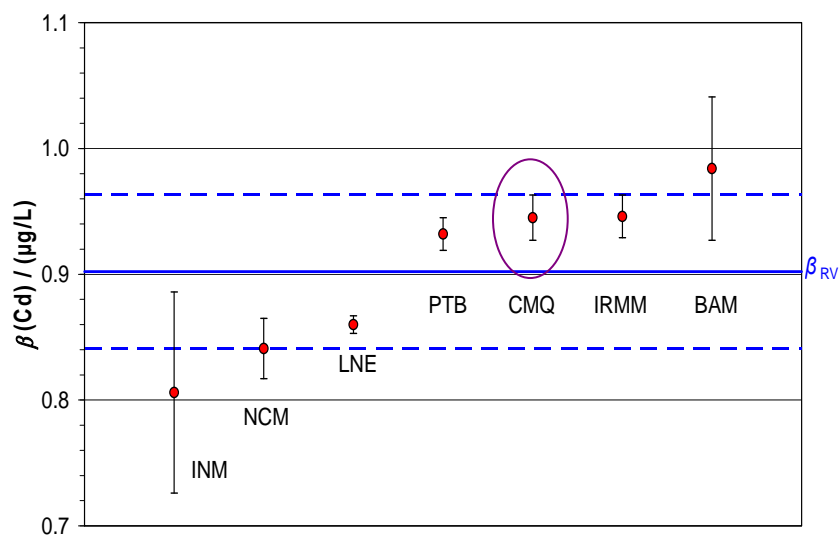 1.1
1.0
0.9
0.8
0.7
β (Cd) / (µg/L)
β RV
INM
NCM
LNE
PTB
CMQ
IRMM
BAM